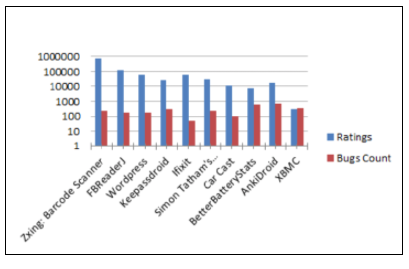 1000000
100000
10000
1000
100
10
1
Ratings
Bugs Count
Zxing: Barcode Scanner
FBReaderJ
Wordpress
Keepassdroid
Ifixit
Simon Tatham's...
Car Cast
BetterBatteryStats
AnkiDroid
XBMC